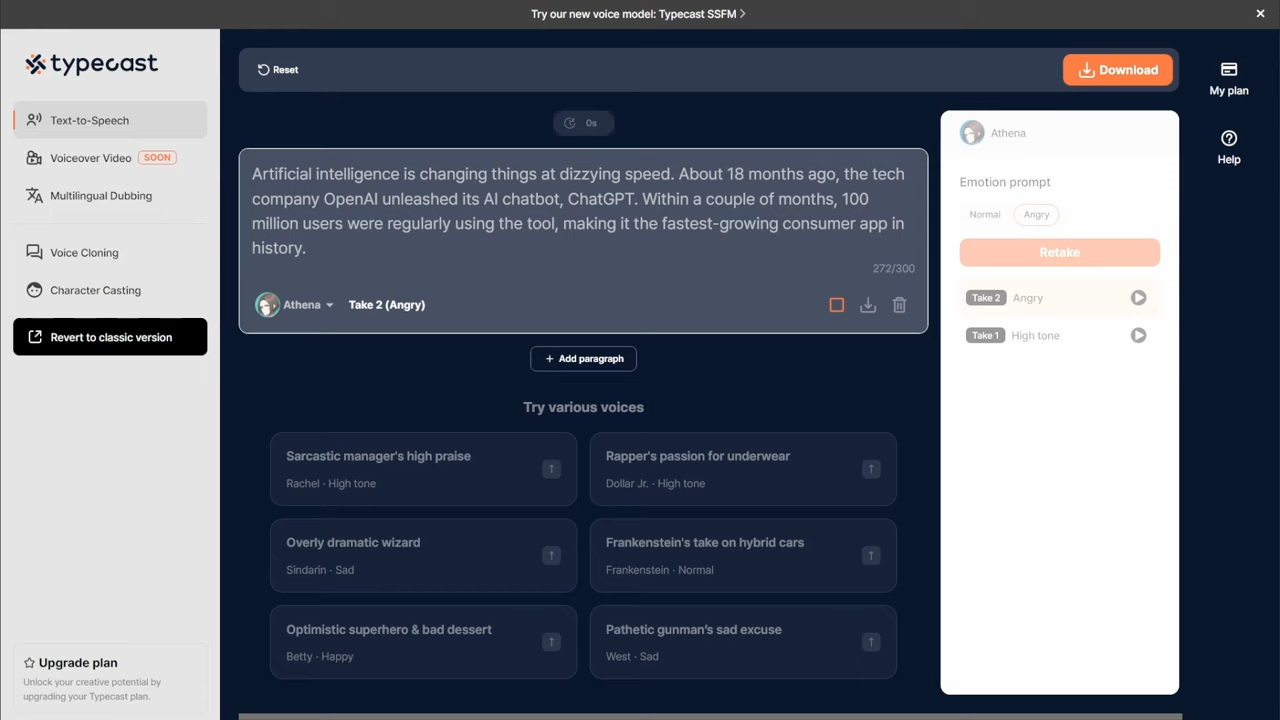 Try our new voice model: Typecast SSFM
typecast
Reset
Download
My plan
Help
Text-to-Speech
Voiceover Video SOON
Multilingual Dubbing
Voice Cloning
Character Casting
Revert to classic version
Upgrade plan
Unlock your creative potential by
upgrading your Typecast plan.
0s
Artificial intelligence is changing things at dizzying speed. About 18 months ago, the tech
company OpenAI unleashed its AI chatbot, ChatGPT. Within a couple of months, 100
million users were regularly using the tool, making it the fastest-growing consumer app in
history.
272/300
Athena Take 2 (Angry)
+ Add paragraph
Try various voices
Sarcastic manager's high praise
Rachel · High tone
Rapper's passion for underwear
Dollar Jr. · High tone
Overly dramatic wizard
Sindarin · Sad
Frankenstein's take on hybrid cars
Frankenstein · Normal
Optimistic superhero & bad dessert
Betty · Happy
Pathetic gunman's sad excuse
West · Sad
Athena
Emotion prompt
Normal Angry
Retake
Take 2 Angry
Take 1 High tone